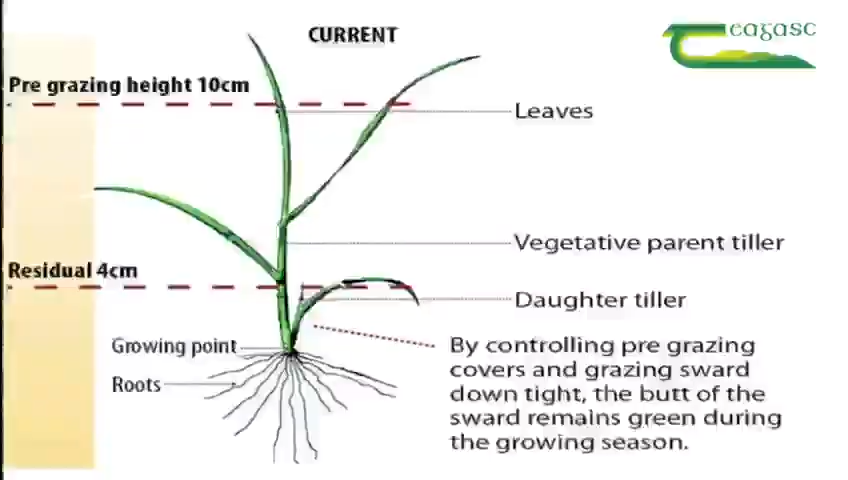 CURRENT
eagasc
Pre grazing height 10cm
Leaves
Vegetative parent tiller
Residual 4cm
Daughter tiller
Growing point
Roots
By controlling pre grazing
covers and grazing sward
down tight, the butt of the
sward remains green during
the growing season.